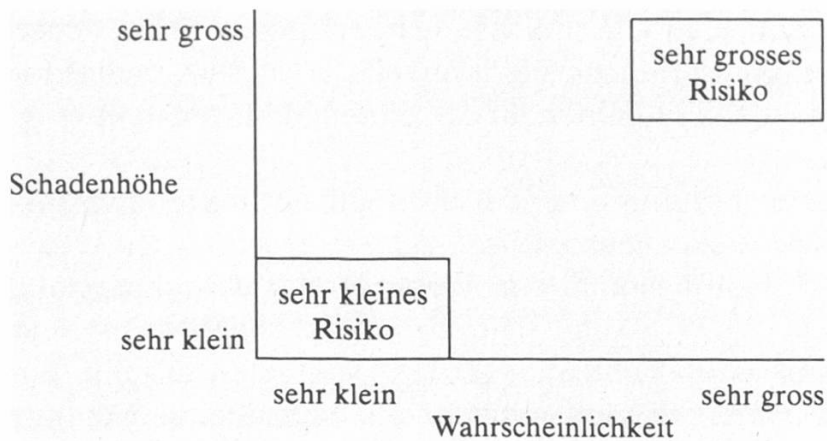 sehr gross
sehr grosses
Risiko
Schadenhöhe
sehr kleines
Risiko
sehr klein
sehr klein
sehr gross
Wahrscheinlichkeit